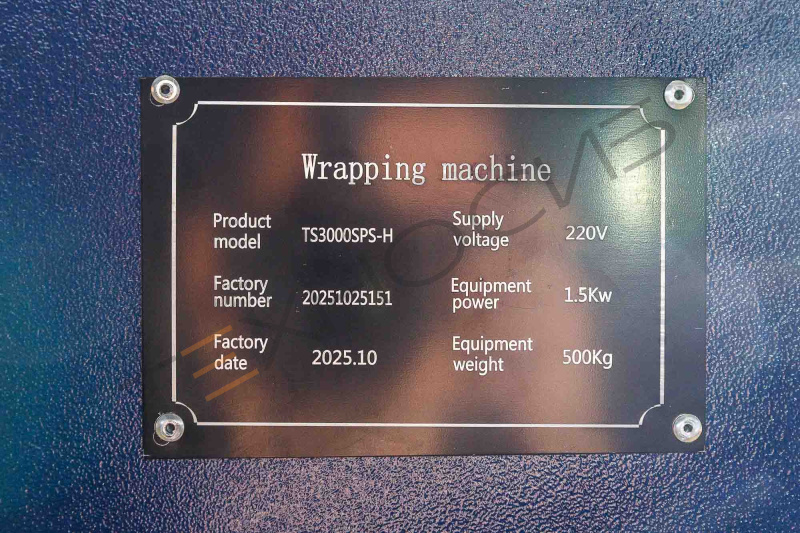 Wrapping machine
Product model TS3000SPS-H
Supply voltage 220V
Factory number 20251025151
Equipment power 1.5Kw
Factory date 2025.10
Equipment weight 500Kg